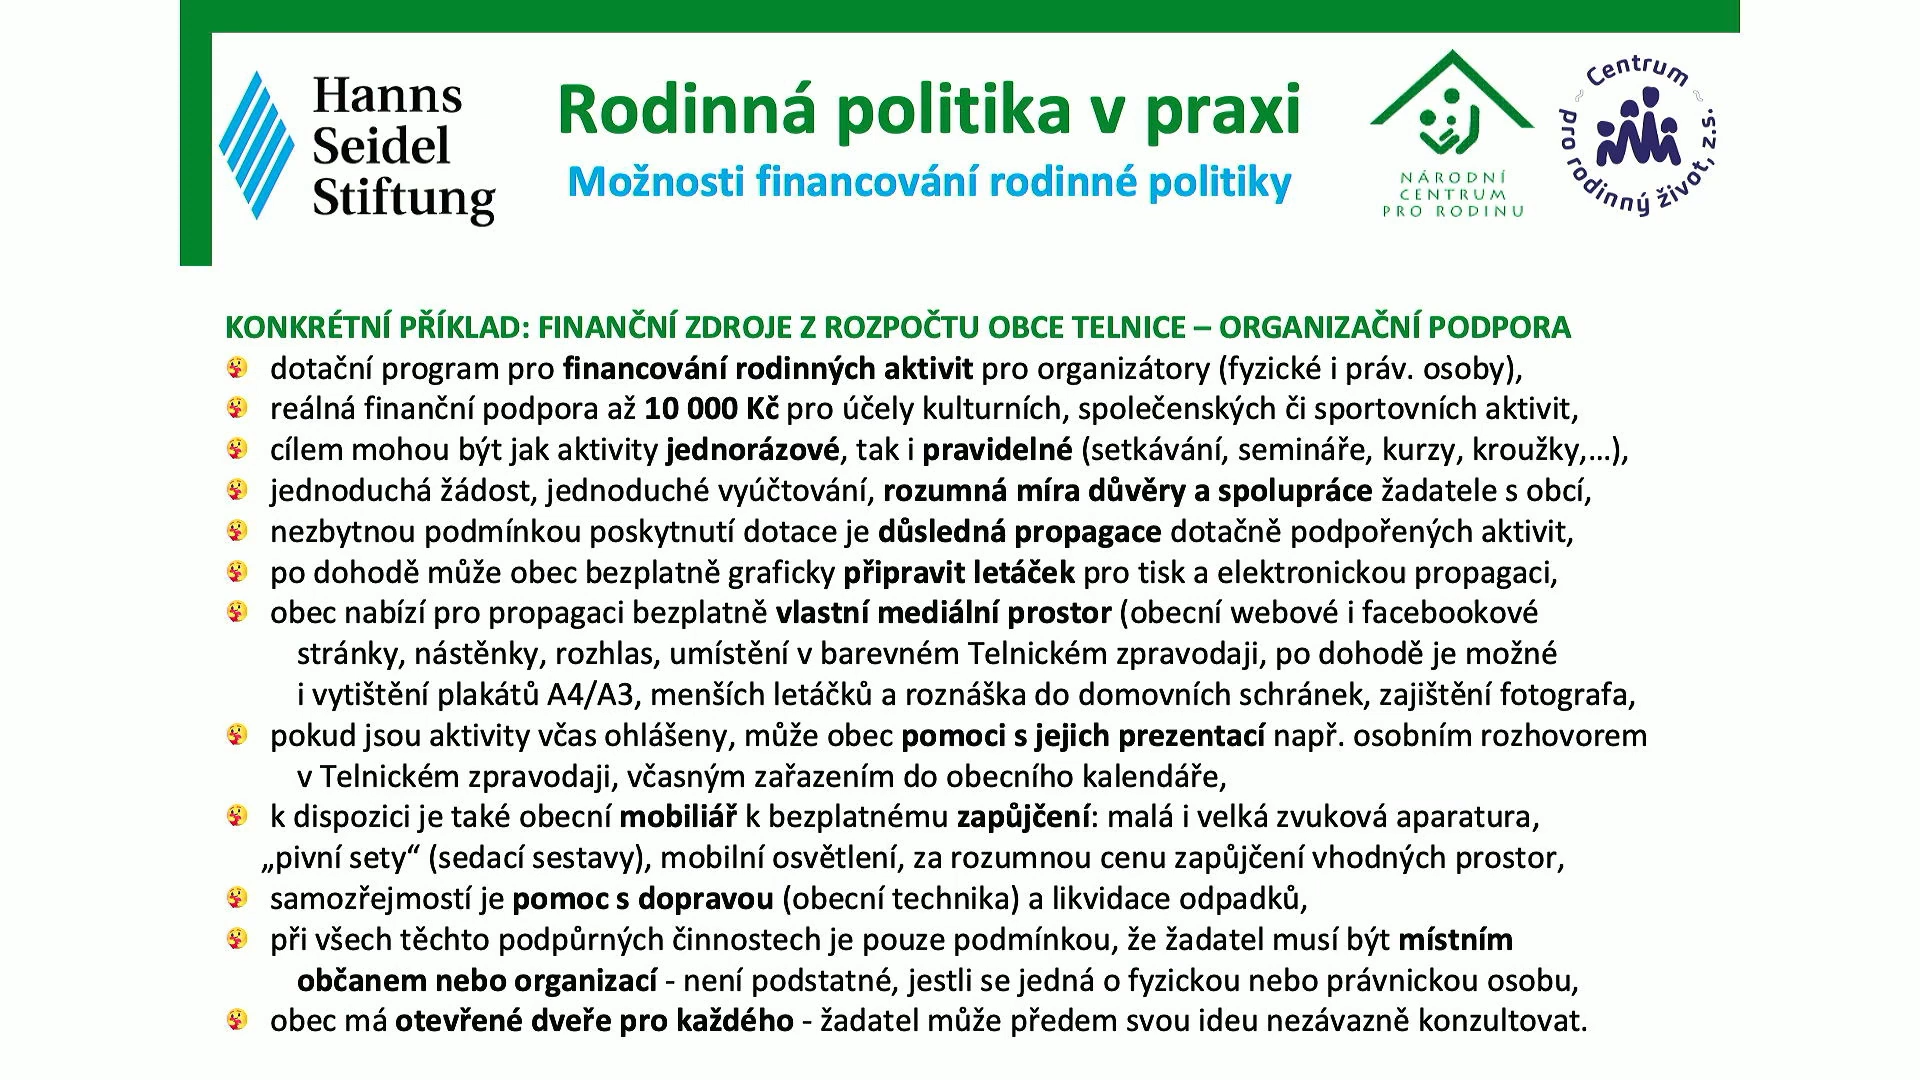 Hanns
Seidel
Stiftung
Rodinná politika v praxi
Možnosti financování rodinné politiky
NÁRODNÍ
CENTRUM
PRO RODINU
~ Centrum ~
pro rodinný život, z.s.
KONKRÉTNÍ PŘÍKLAD: FINANČNÍ ZDROJE Z ROZPOČTU OBCE TELNICE – ORGANIZAČNÍ PODPORA
dotační program pro financování rodinných aktivit pro organizátory (fyzické i práv. osoby),
reálná finanční podpora až 10 000 Kč pro účely kulturních, společenských či sportovních aktivit,
cílem mohou být jak aktivity jednorázové, tak i pravidelné (setkávání, semináře, kurzy, kroužky,…),
jednoduchá žádost, jednoduché vyúčtování, rozumná míra důvěry a spolupráce žadatele s obcí,
nezbytnou podmínkou poskytnutí dotace je důsledná propagace dotačně podpořených aktivit,
po dohodě může obec bezplatně graficky připravit letáček pro tisk a elektronickou propagaci,
obec nabízí pro propagaci bezplatně vlastní mediální prostor (obecní webové i facebookové
stránky, nástěnky, rozhlas, umístění v barevném Telnickém zpravodaji, po dohodě je možné
i vytištění plakátů A4/A3, menších letáčků a roznáška do domovních schránek, zajištění fotografa,
pokud jsou aktivity včas ohlášeny, může obec pomoci s jejich prezentací např. osobním rozhovorem
v Telnickém zpravodaji, včasným zařazením do obecního kalendáře,
k dispozici je také obecní mobiliář k bezplatnému zapůjčení: malá i velká zvuková aparatura,
„pivní sety“ (sedací sestavy), mobilní osvětlení, za rozumnou cenu zapůjčení vhodných prostor,
samozřejmostí je pomoc s dopravou (obecní technika) a likvidace odpadků,
při všech těchto podpůrných činnostech je pouze podmínkou, že žadatel musí být místním
občanem nebo organizací - není podstatné, jestli se jedná o fyzickou nebo právnickou osobu,
obec má otevřené dveře pro každého - žadatel může předem svou ideu nezávazně konzultovat.